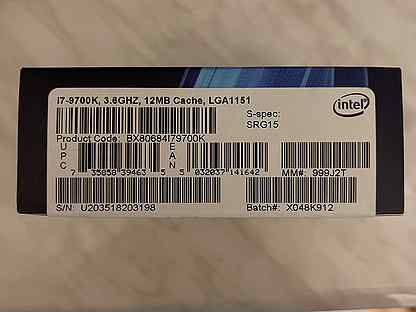 I7-9700K, 3.6GHZ, 12MB Cache, LGA1151
intel
S-spec:
SRG15
Product Code: BX80684I79700K
UPC
EAN
7 35858 39463 5
5 032037 141642
MM#: 999J2T
S/N: U203518203198
Batch#: X048K912